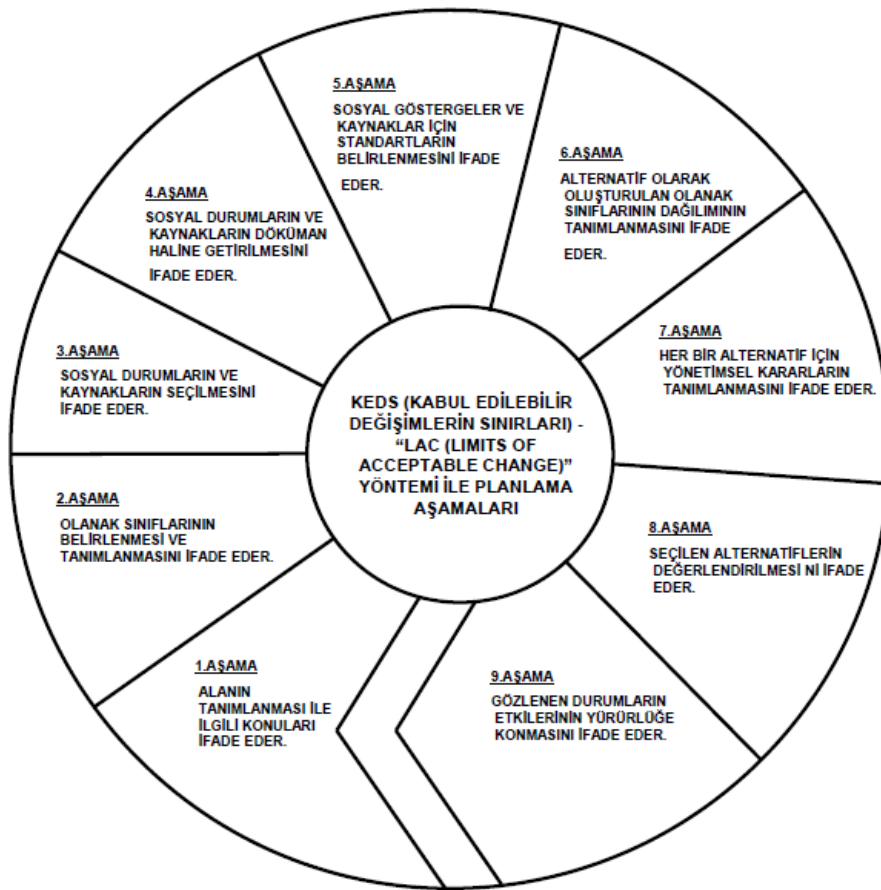 5.AŞAMA
SOSYAL GÖSTERGELER VE
KAYNAKLAR İÇİN
STANDARTLARIN
BELİRLENMESİNİ İFADE
EDER.
6.AŞAMA
ALTERNATİF OLARAK
OLUŞTURULAN OLANAK
SINIFLARININ DAĞILIMININ
TANIMLANMASINI İFADE
EDER.
4.AŞAMA
SOSYAL DURUMLARIN VE
KAYNAKLARIN DÖKÜMAN
HALİNE GETİRİLMESİNİ
İFADE EDER.
7.AŞAMA
HER BİR ALTERNATİF İÇİN
YÖNETİMSEL KARARLARIN
TANIMLANMASINI İFADE EDER.
3.AŞAMA
SOSYAL DURUMLARIN VE
KAYNAKLARIN SEÇİLMESİNİ
İFADE EDER.
KEDS (KABUL EDİLEBİLİR
DEĞİŞİMLERİN SINIRLARI) -
“LAC (LIMITS OF
ACCEPTABLE CHANGE)”
YÖNTEMİ İLE PLANLAMA
AŞAMALARI
2.AŞAMA
OLANAK SINIFLARININ
BELİRLENMESİ VE
TANIMLANMASINI İFADE EDER.
8.AŞAMA
SEÇİLEN ALTERNATİFLERİN
DEĞERLENDİRİLMESİ Nİ İFADE
EDER.
1.AŞAMA
ALANIN
TANIMLANMASI İLE
İLGİLİ KONULARI
İFADE EDER.
9.AŞAMA
GÖZLENEN DURUMLARIN
ETKİLERİNİN YÜRÜRLÜĞE
KONMASINI İFADE EDER.